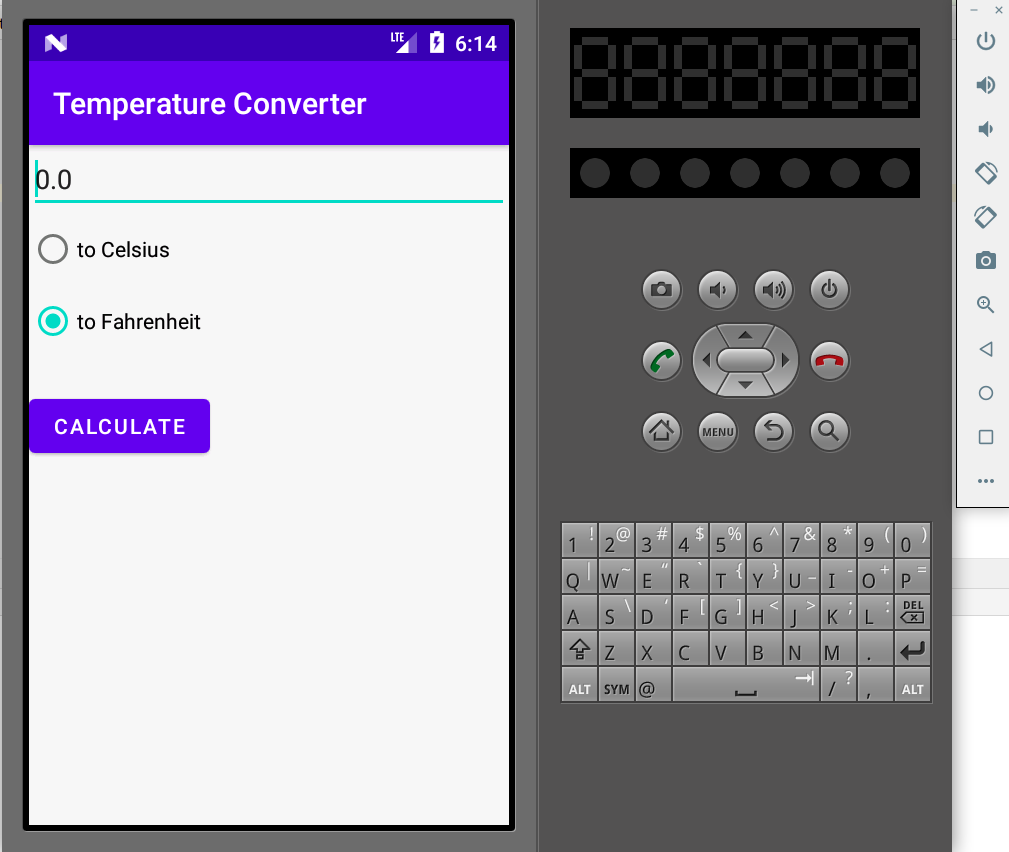 LTE 6:14
Temperature Converter
0.0
to Celsius
to Fahrenheit
CALCULATE
MENU
1 ! 2 @ 3 # 4 $ 5 % 6 ^ 7 & 8 * 9 ( 0 )
Q | W ~ E “ R ` T { Y } U _ I - O + P =
A S \ D ‘ F [ G ] H < J > K ; L : DEL
Z X C V B N M .
ALT SYM @ / ? , ALT